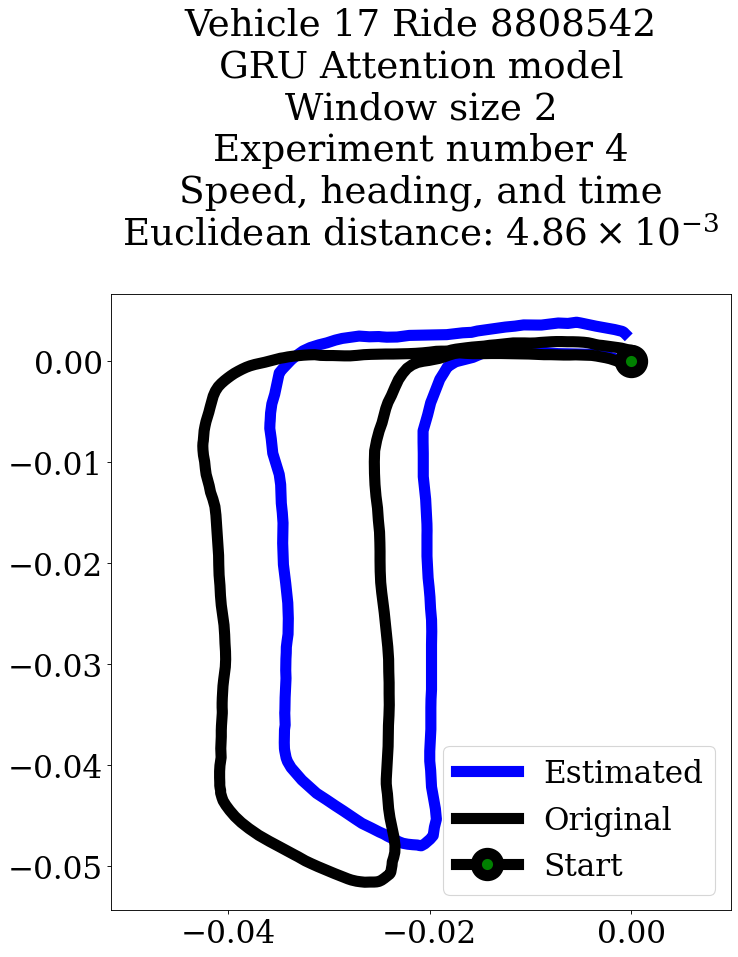 Vehicle 17 Ride 8808542
GRU Attention model
Window size 2
Experiment number 4
Speed, heading, and time
Euclidean distance: 4.86 × 10⁻³
0.00
−0.01
−0.02
−0.03
−0.04
−0.05
Estimated
Original
Start
−0.04
−0.02
0.00